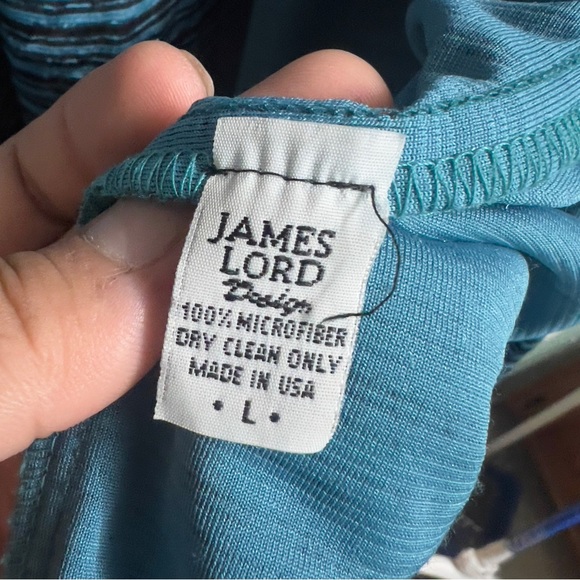 JAMES
LORD
Design
100% MICROFIBER
DRY CLEAN ONLY
MADE IN USA
• L •